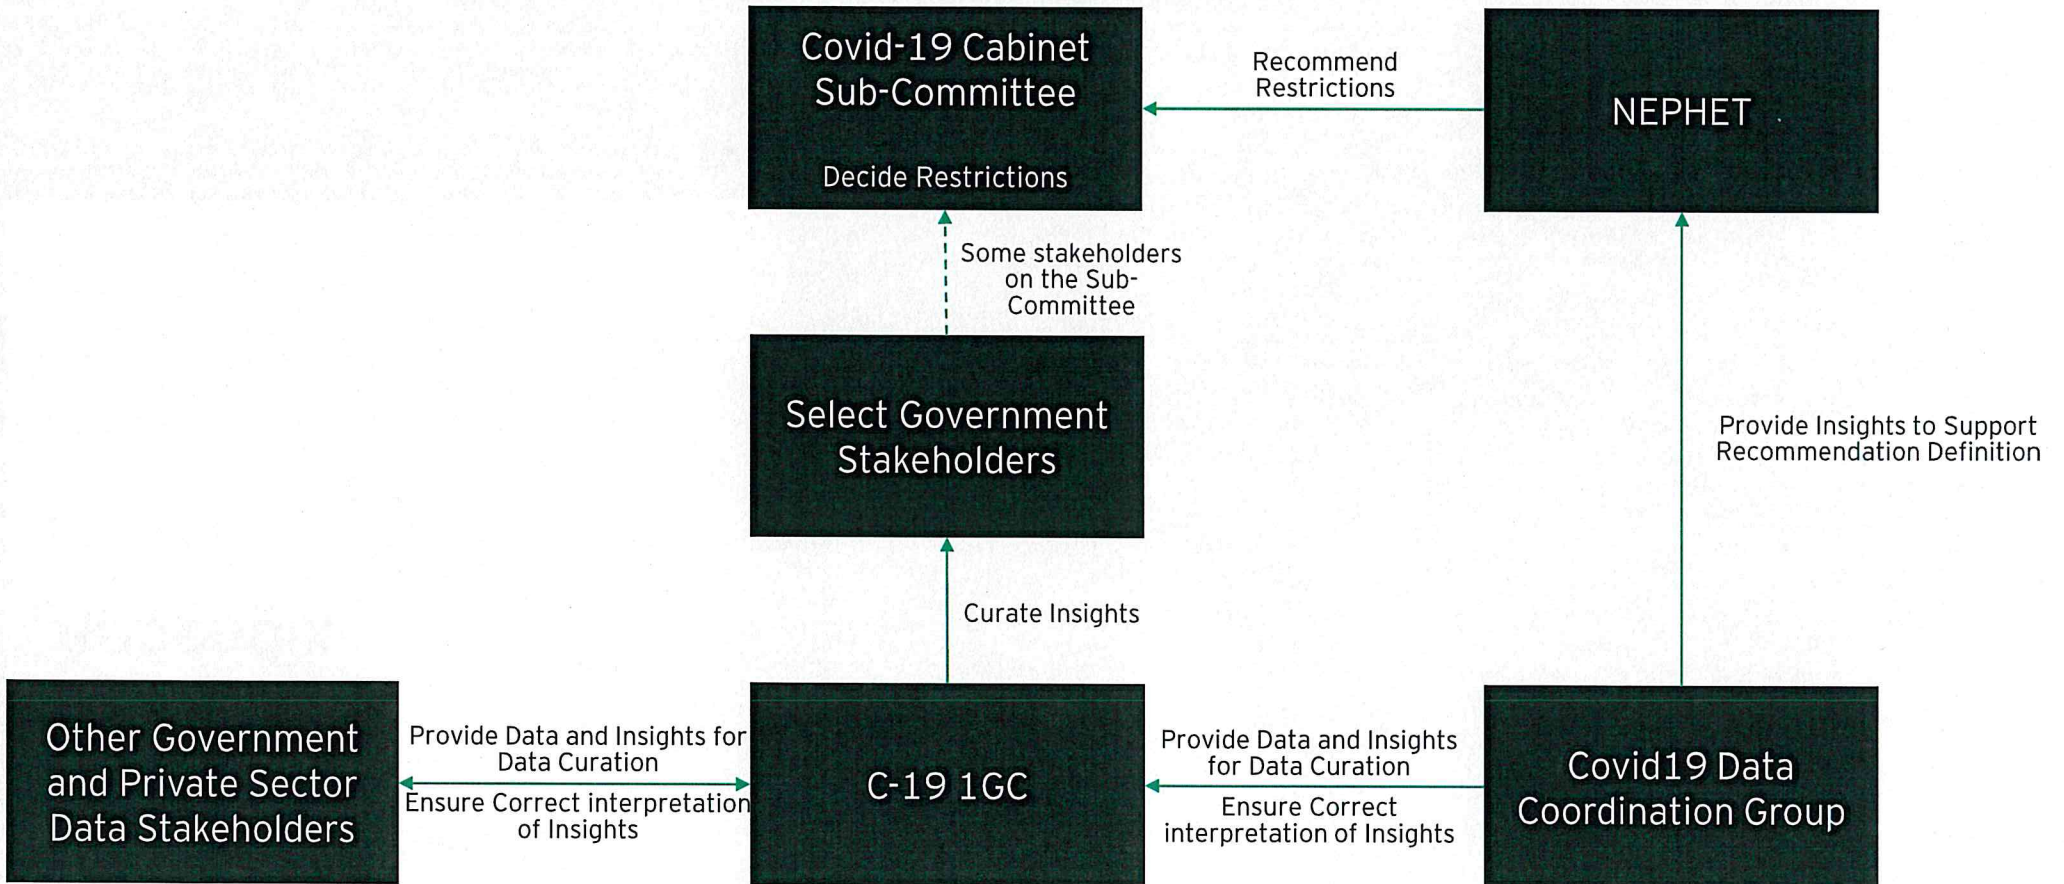 Covid-19 Cabinet
Sub-Committee
Decide Restrictions
Recommend
Restrictions
NEPHET
Some stakeholders
on the Sub-
Committee
Select Government
Stakeholders
Provide Insights to Support
Recommendation Definition
Curate Insights
Other Government
and Private Sector
Data Stakeholders
Provide Data and Insights for
Data Curation
Ensure Correct interpretation
of Insights
C-19 1GC
Provide Data and Insights
for Data Curation
Ensure Correct
interpretation of Insights
Covid19 Data
Coordination Group